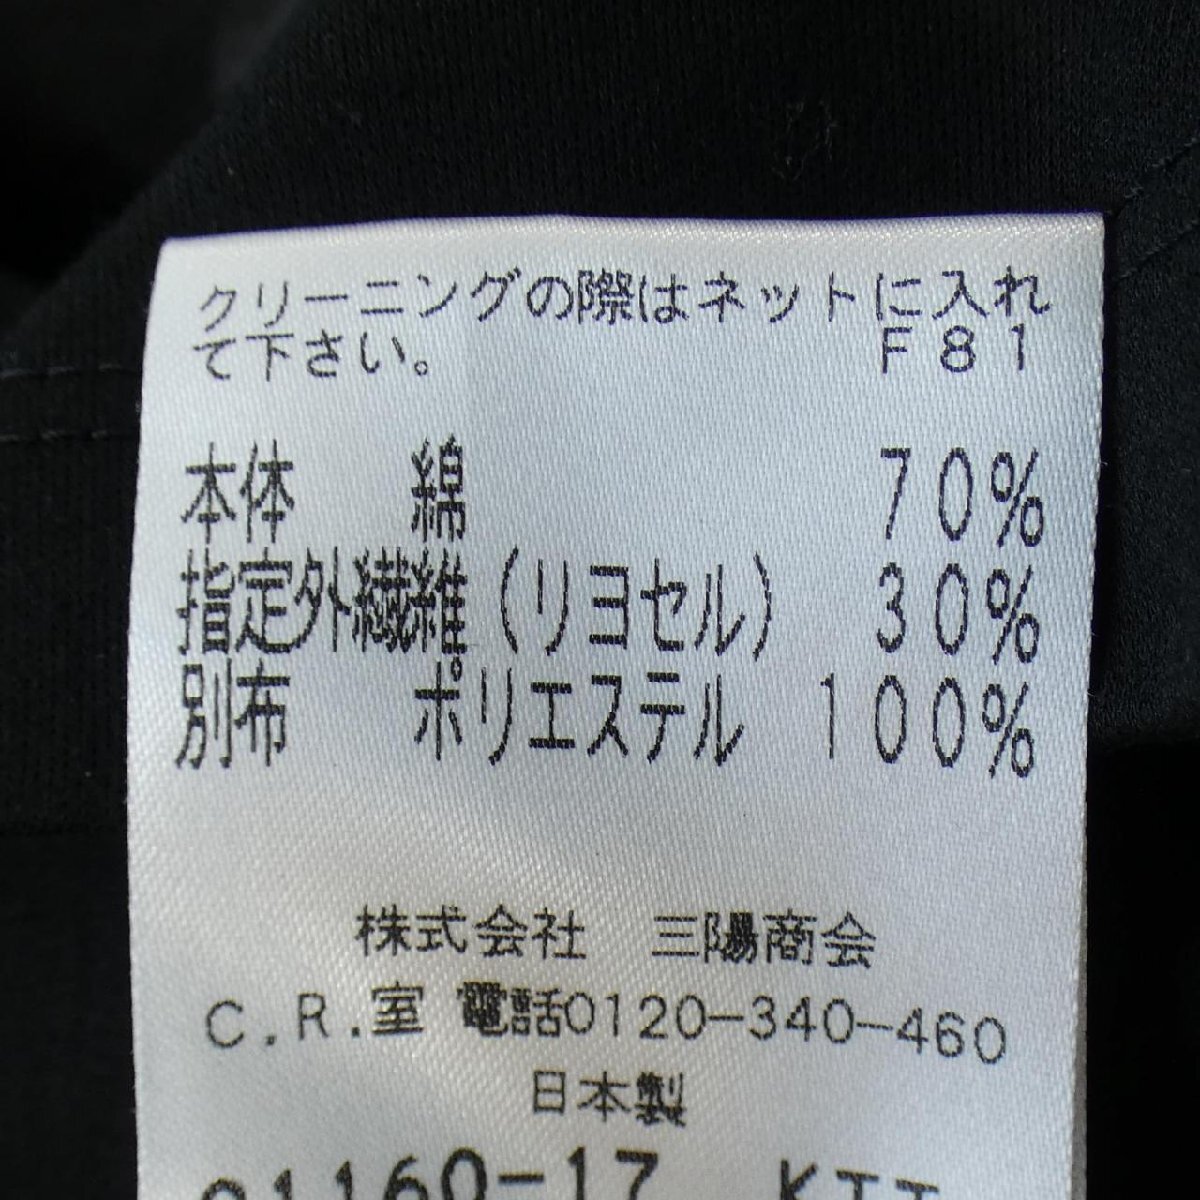 クリーニングの際はネットに入れ
て下さい。 F81
本体 綿 70%
指定外繊維(リヨセル) 30%
別布 ポリエステル 100%
株式会社 三陽商会
C.R.室 電話0120-340-460
日本製